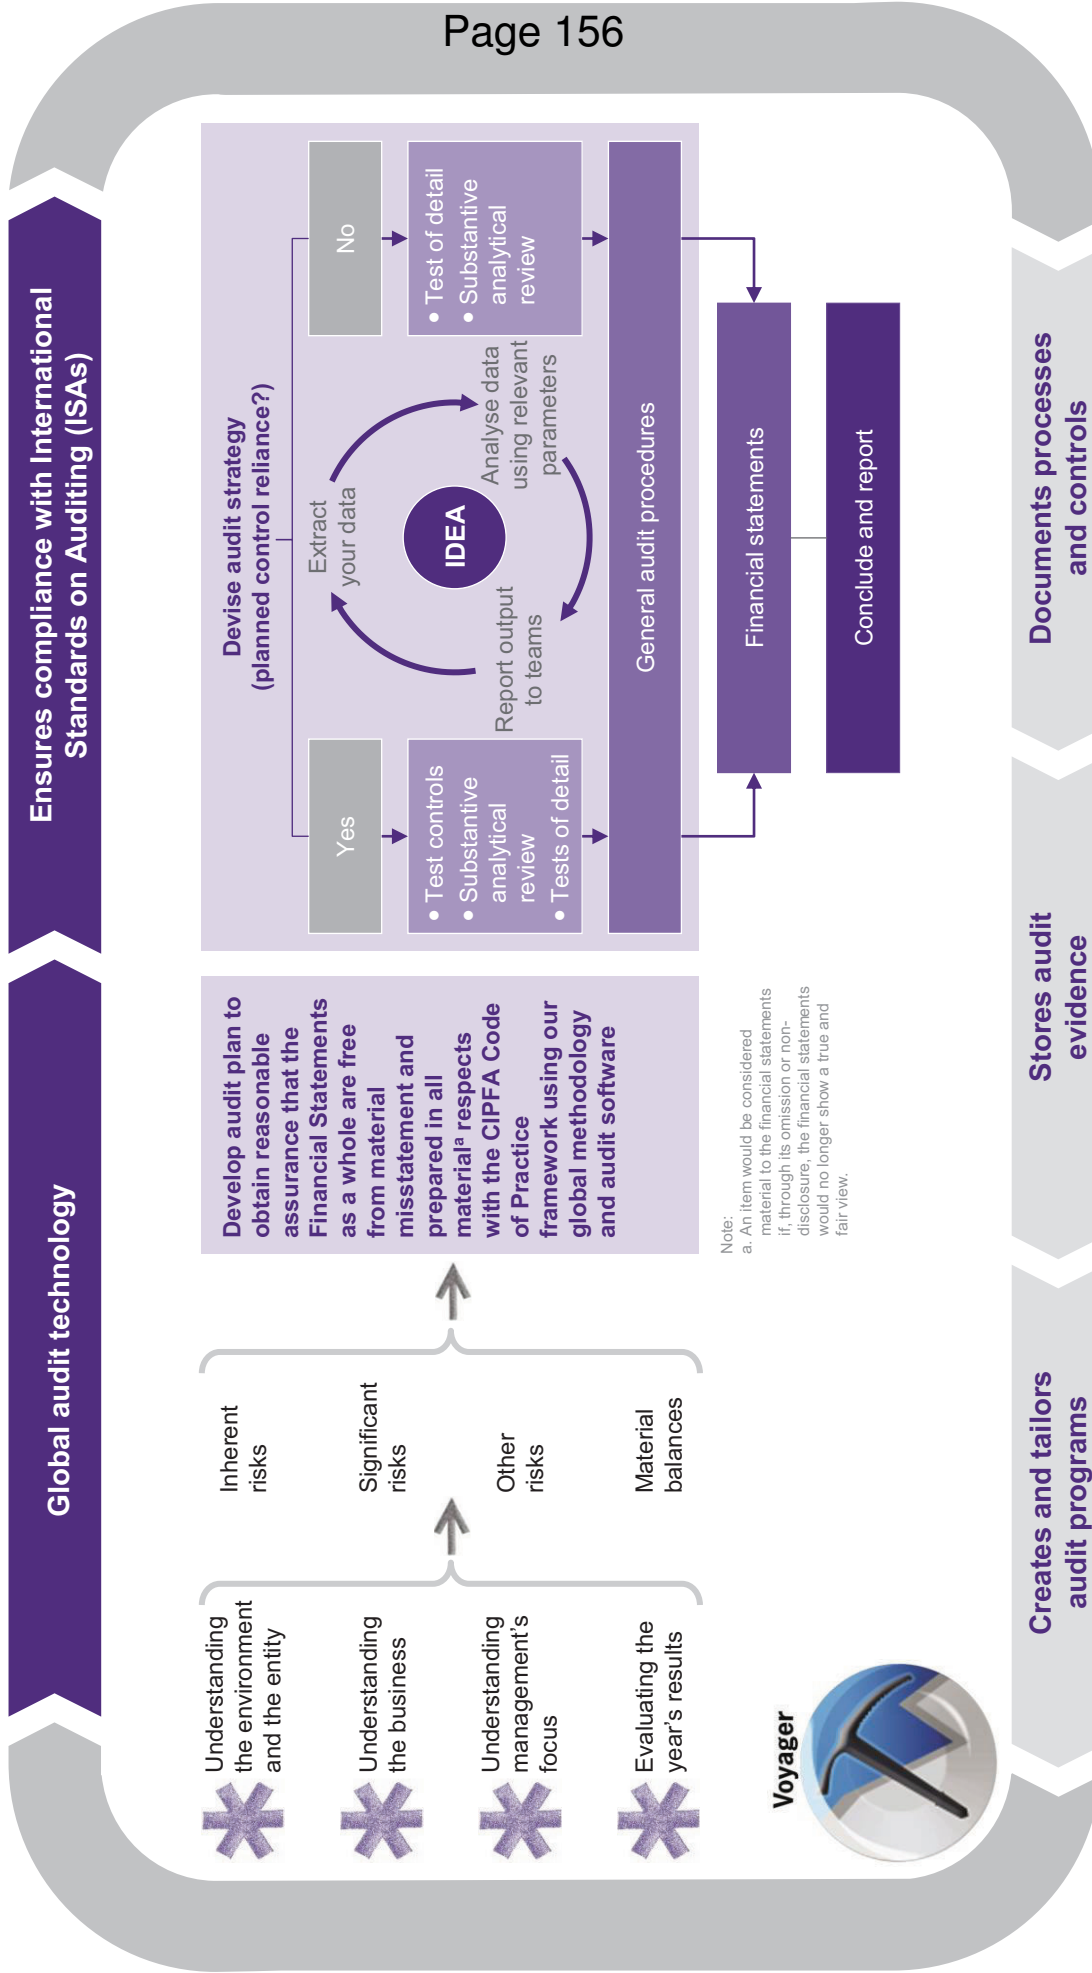 Page 156
Global audit technology
Ensures compliance with International
Standards on Auditing (ISAs)
Understanding
the environment
and the entity
Understanding
the business
Understanding
management's
focus
Evaluating the
year's results
Inherent
risks
Significant
risks
Other
risks
Material
balances
Develop audit plan to
obtain reasonable
assurance that the
Financial Statements
as a whole are free
from material
misstatement and
prepared in all
materialª respects
with the CIPFA Code
of Practice
framework using our
global methodology
and audit software
Note:
a. An item would be considered
material to the financial statements
if, through its omission or non-
disclosure, the financial statements
would no longer show a true and
fair view.
Devise audit strategy
(planned control reliance?)
Yes
• Test controls
• Substantive
analytical
review
• Tests of detail
Extract
your data
IDEA
Report output
to teams
Analyse data
using relevant
parameters
No
• Test of detail
• Substantive
analytical
review
General audit procedures
Financial statements
Conclude and report
Voyager
Creates and tailors
audit programs
Stores audit
evidence
Documents processes
and controls